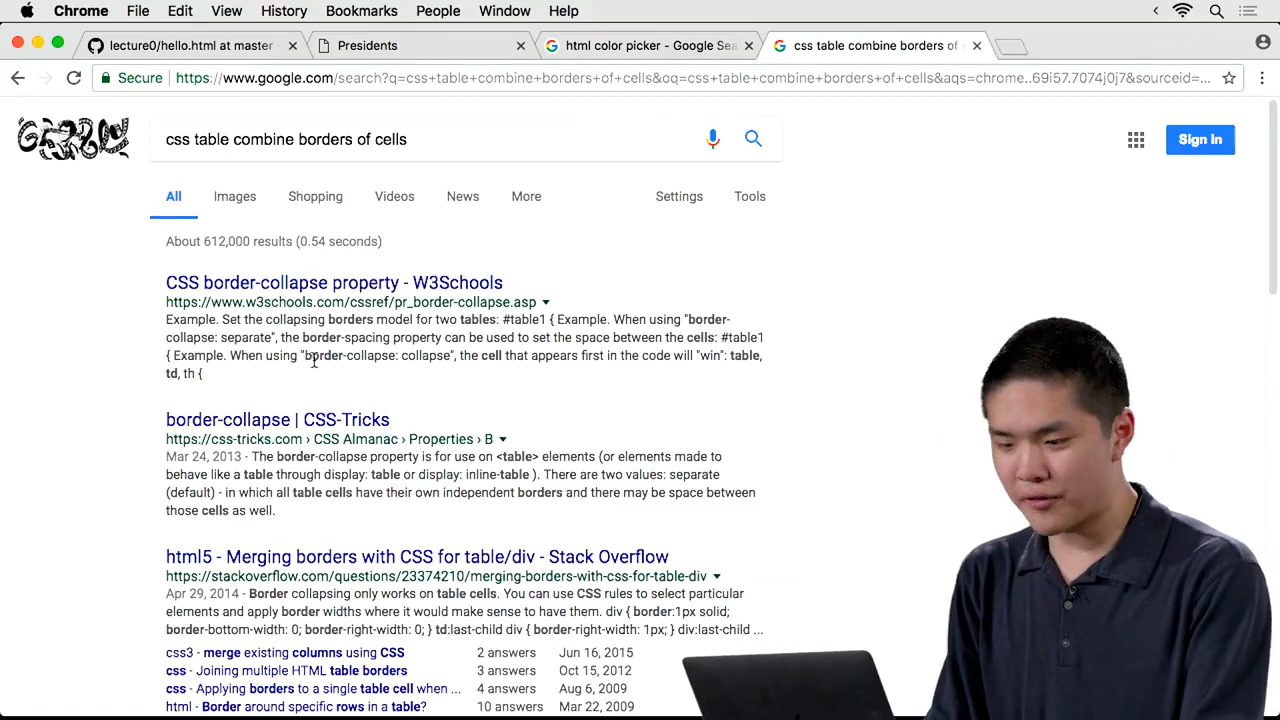 Chrome File Edit View History Bookmarks People Window Help
lecture0/hello.html at master
Presidents
html color picker - Google Sea
css table combine borders of
Secure
https://www.google.com/search?q=css+table+combine+borders+of+cells&oq=css+table+combine+borders+of+cells&aqs=chrome..69i57.7074j0j7&sourceid=...
css table combine borders of cells
Sign in
All Images Shopping Videos News More Settings Tools
About 612,000 results (0.54 seconds)
CSS border-collapse property - W3Schools
https://www.w3schools.com/cssref/pr_border-collapse.asp
Example. Set the collapsing borders model for two tables: #table1 { Example. When using "border-
collapse: separate", the border-spacing property can be used to set the space between the cells: #table1
{ Example. When using "border-collapse: collapse", the cell that appears first in the code will "win": table,
td, th {
border-collapse | CSS-Tricks
https://css-tricks.com › CSS Almanac › Properties › B
Mar 24, 2013 - The border-collapse property is for use on <table> elements (or elements made to
behave like a table through display: table or display: inline-table ). There are two values: separate
(default) - in which all table cells have their own independent borders and there may be space between
those cells as well.
html5 - Merging borders with CSS for table/div - Stack Overflow
https://stackoverflow.com/questions/23374210/merging-borders-with-css-for-table-div
Apr 29, 2014 - Border collapsing only works on table cells. You can use CSS rules to select particular
elements and apply border widths where it would make sense to have them. div { border:1px solid;
border-bottom-width: 0; border-right-width: 0; } td:last-child div { border-right-width: 1px; } div:last-child ...
css3 - merge existing columns using CSS 2 answers Jun 16, 2015
css - Joining multiple HTML table borders 3 answers Oct 15, 2012
css - Applying borders to a single table cell when ... 4 answers Aug 6, 2009
html - Border around specific rows in a table? 10 answers Mar 22, 2009